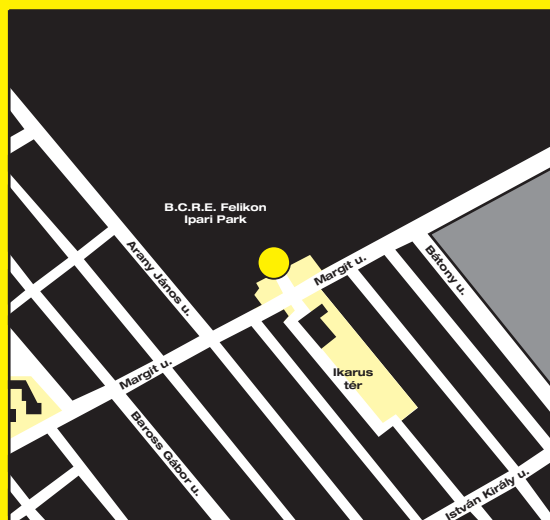 B.C.R.E. Felikon
Ipari Park
Arany János u.
Margit u.
Bátony u.
Margit u.
Ikarus
tér
Baross Gábor u.
István Király u.